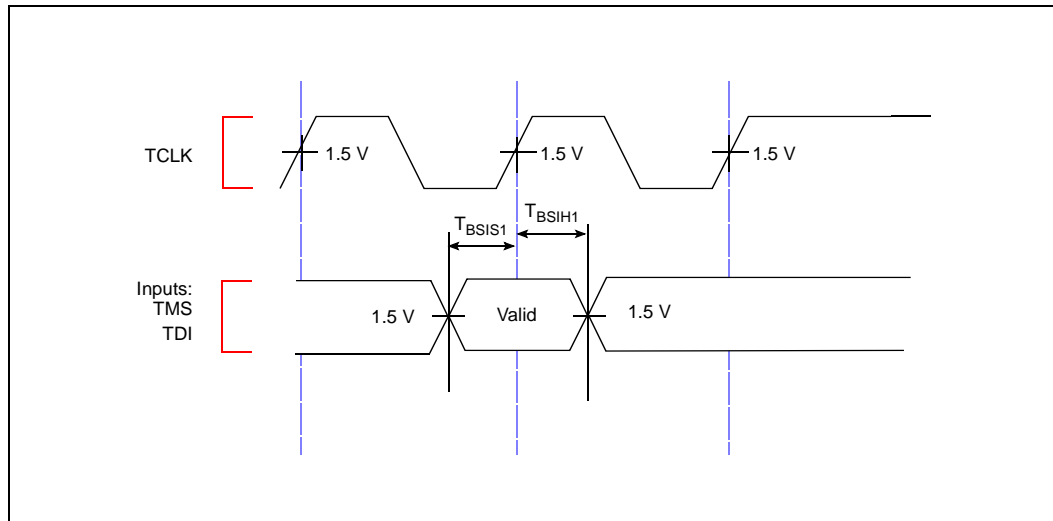 TCLK
1.5 V
1.5 V
1.5 V
TBSIS1
TBSIH1
Inputs:
TMS
TDI
1.5 V
Valid
1.5 V